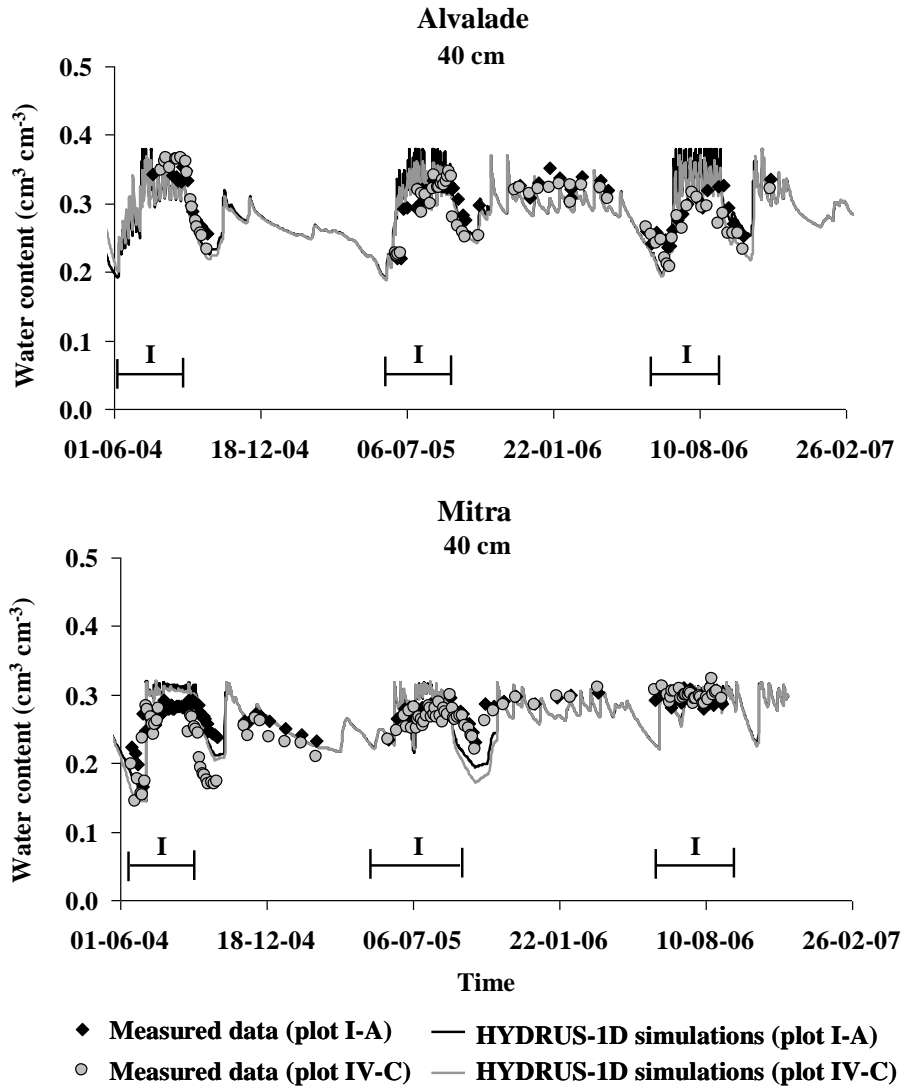 Alvalade
40 cm
Water content (cm³ cm⁻³)
0.5
0.4
0.3
0.2
0.1
0.0
I
I
I
01-06-04
18-12-04
06-07-05
22-01-06
10-08-06
26-02-07
Mitra
40 cm
Water content (cm³ cm⁻³)
0.5
0.4
0.3
0.2
0.1
0.0
I
I
I
01-06-04
18-12-04
06-07-05
22-01-06
10-08-06
26-02-07
Time
Measured data (plot I-A)
HYDRUS-1D simulations (plot I-A)
Measured data (plot IV-C)
HYDRUS-1D simulations (plot IV-C)